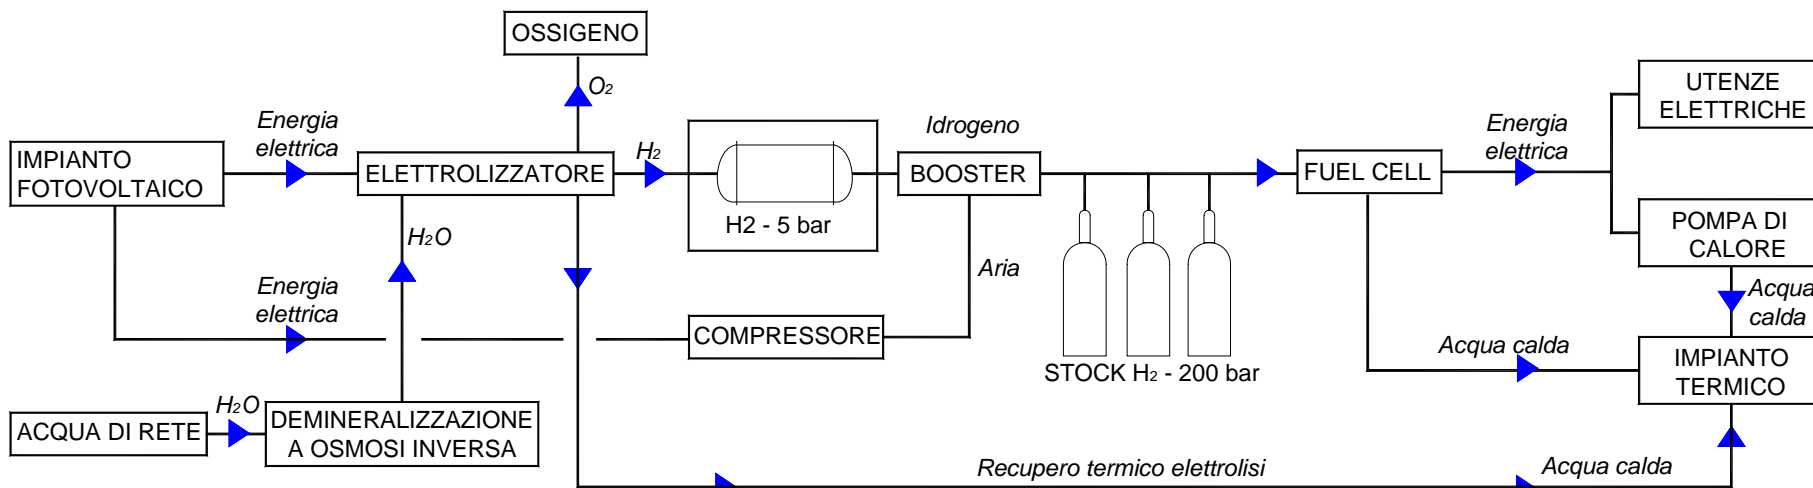 OSSIGENO
O2
Energia
elettrica
IMPIANTO
FOTOVOLTAICO
ELETTROLIZZATORE
H2
H2 - 5 bar
Idrogeno
BOOSTER
FUEL CELL
Energia
elettrica
UTENZE
ELETTRICHE
POMPA DI
CALORE
H2O
Aria
Energia
elettrica
COMPRESSORE
STOCK H2 - 200 bar
Acqua
calda
Acqua calda
IMPIANTO
TERMICO
ACQUA DI RETE
H2O
DEMINERALIZZAZIONE
A OSMOSI INVERSA
Recupero termico elettrolisi
Acqua calda